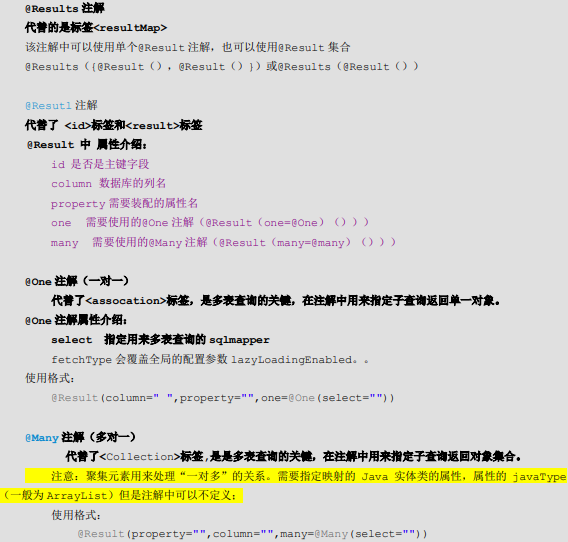 @Results 注解
代替的是标签<resultMap>
该注解中可以使用单个@Result 注解，也可以使用@Result 集合
@Results（{@Result（），@Result（）}）或@Results（@Result（））
@Resutl 注解
代替了 <id>标签和<result>标签
@Result 中 属性介绍：
id 是否是主键字段
column 数据库的列名
property 需要装配的属性名
one 需要使用的@One 注解（@Result（one=@One）（）））
many 需要使用的@Many 注解（@Result（many=@many）（）））
@One 注解（一对一）
代替了<assocation>标签，是多表查询的关键，在注解中用来指定子查询返回单一对象。
@One 注解属性介绍：
select 指定用来多表查询的 sqlmapper
fetchType 会覆盖全局的配置参数 lazyLoadingEnabled。。
使用格式：
@Result(column=" ",property="",one=@One(select=""))
@Many 注解（多对一）
代替了<Collection>标签,是是多表查询的关键，在注解中用来指定子查询返回对象集合。
注意：聚集元素用来处理“一对多”的关系。需要指定映射的 Java 实体类的属性，属性的 javaType
（一般为 ArrayList）但是注解中可以不定义；
使用格式：
@Result(property="",column="",many=@Many(select=""))